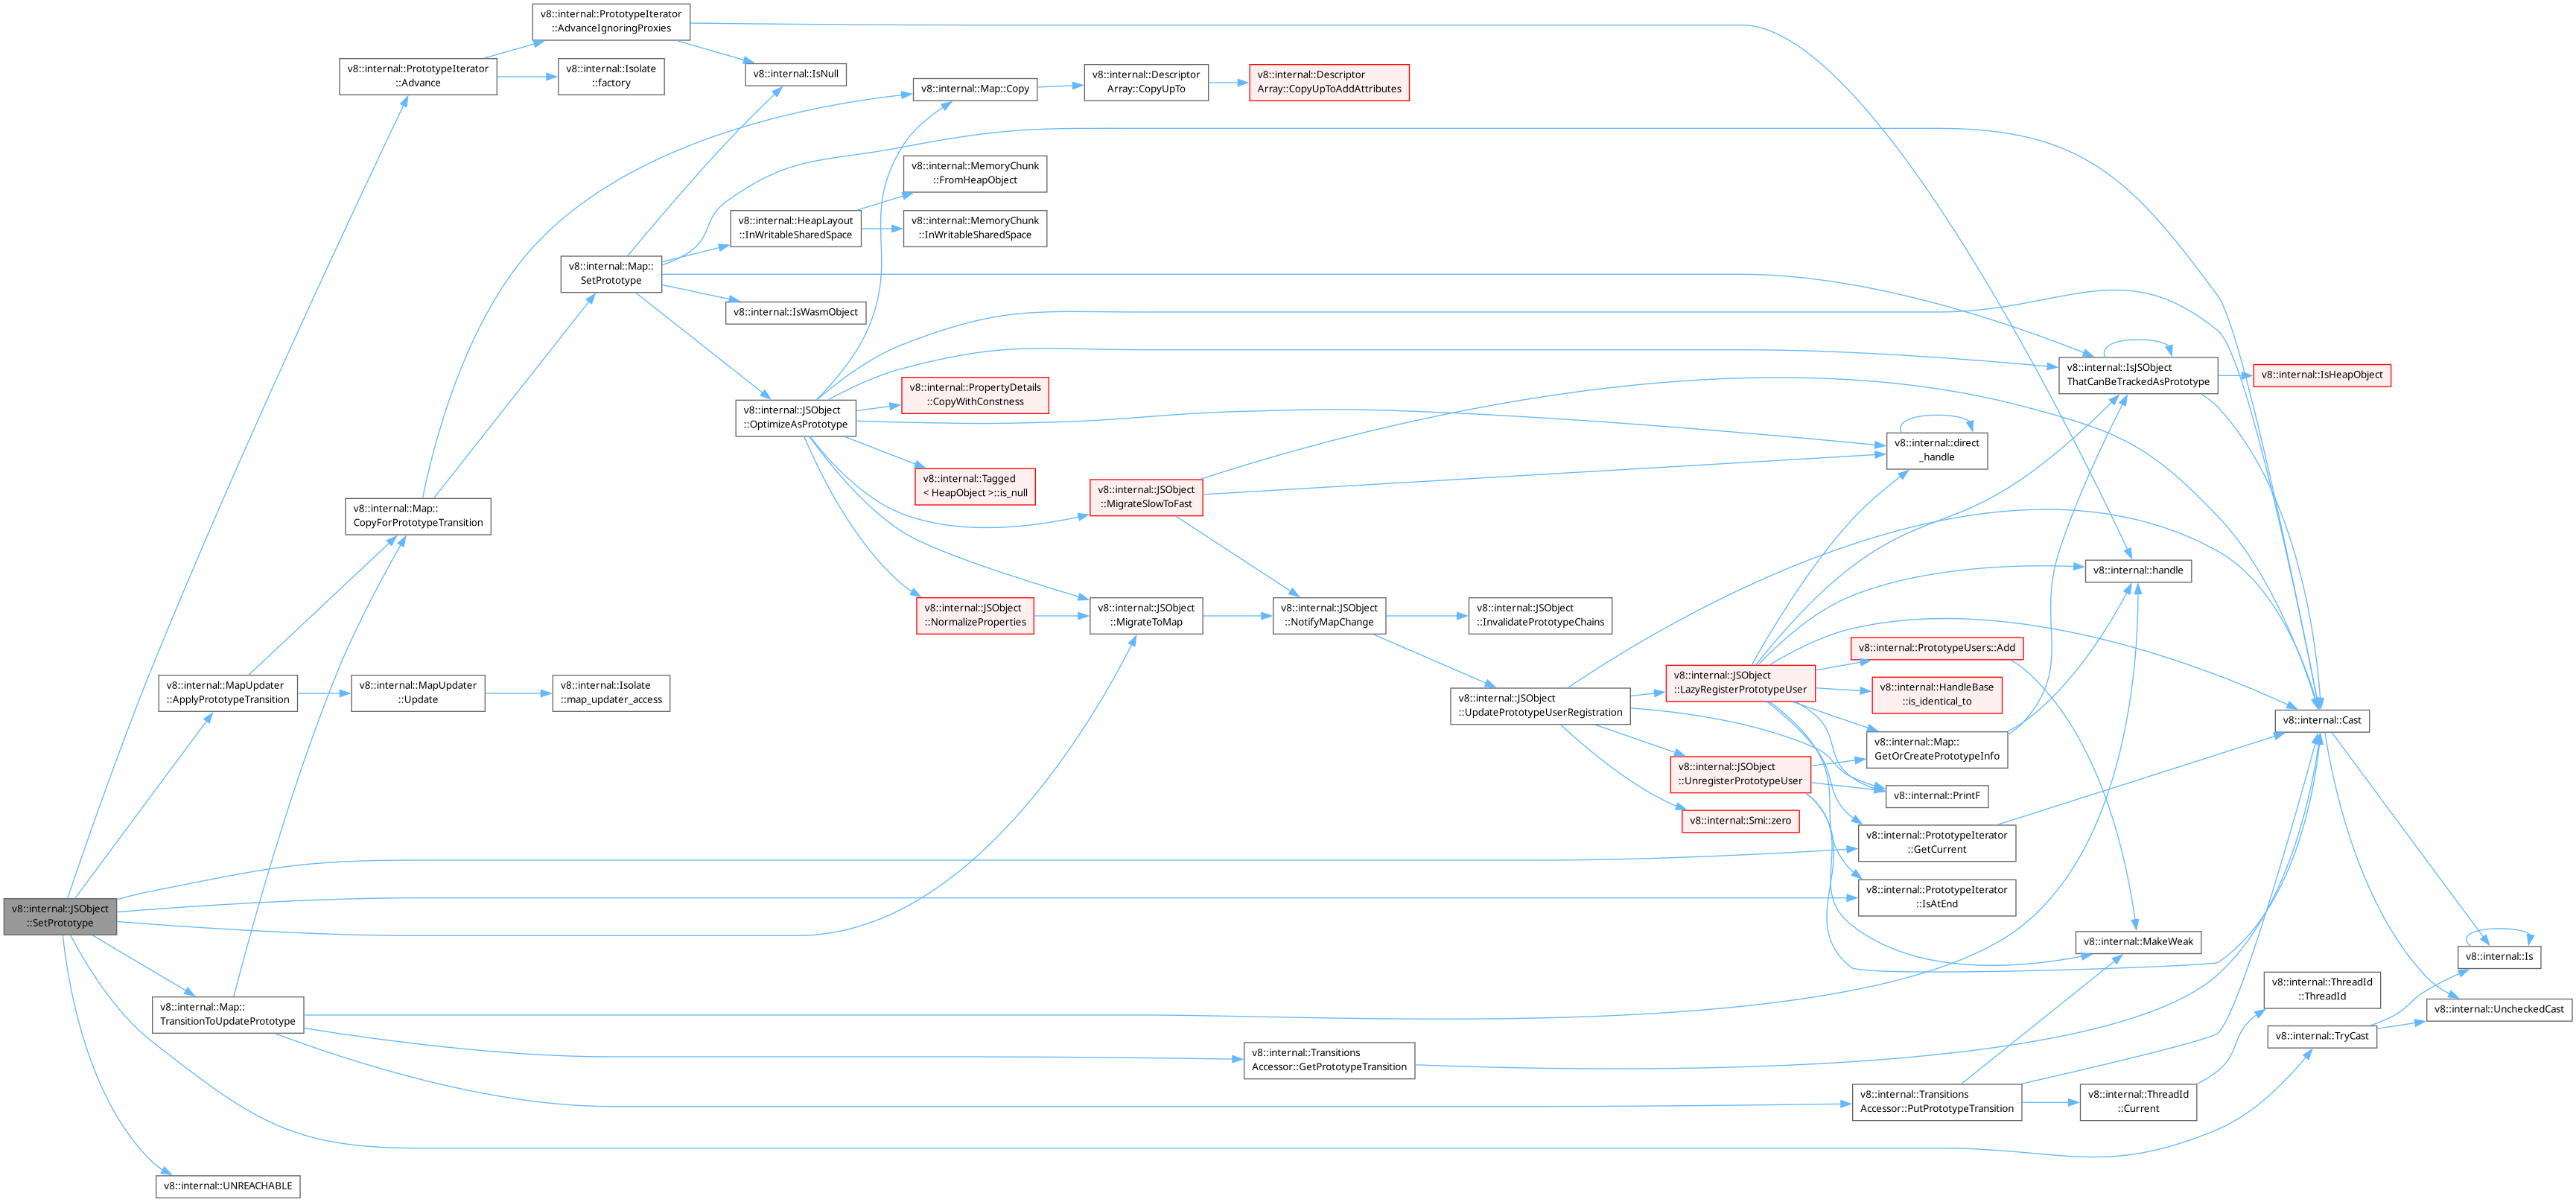 v8::internal::PrototypeIterator
::AdvanceIgnoringProxies
v8::internal::PrototypeIterator
::Advance
v8::internal::Isolate
::factory
v8::internal::IsNull
v8::internal::Map::Copy
v8::internal::Descriptor
Array::CopyUpTo
v8::internal::Descriptor
Array::CopyUpToAddAttributes
v8::internal::MemoryChunk
::FromHeapObject
v8::internal::HeapLayout
::InWritableSharedSpace
v8::internal::MemoryChunk
::InWritableSharedSpace
v8::internal::Map::
SetPrototype
v8::internal::IsWasmObject
v8::internal::IsJSObject
ThatCanBeTrackedAsPrototype
v8::internal::IsHeapObject
v8::internal::PropertyDetails
::CopyWithConstness
v8::internal::JSObject
::OptimizeAsPrototype
v8::internal::direct
_handle
v8::internal::Tagged
< HeapObject >::is_null
v8::internal::JSObject
::MigrateSlowToFast
v8::internal::Map::
CopyForPrototypeTransition
v8::internal::handle
v8::internal::JSObject
::NormalizeProperties
v8::internal::JSObject
::MigrateToMap
v8::internal::JSObject
::NotifyMapChange
v8::internal::JSObject
::InvalidatePrototypeChains
v8::internal::PrototypeUsers::Add
v8::internal::MapUpdater
::ApplyPrototypeTransition
v8::internal::MapUpdater
::Update
v8::internal::Isolate
::map_updater_access
v8::internal::JSObject
::UpdatePrototypeUserRegistration
v8::internal::JSObject
::LazyRegisterPrototypeUser
v8::internal::HandleBase
::is_identical_to
v8::internal::Cast
v8::internal::Map::
GetOrCreatePrototypeInfo
v8::internal::JSObject
::UnregisterPrototypeUser
v8::internal::PrintF
v8::internal::Smi::zero
v8::internal::PrototypeIterator
::GetCurrent
v8::internal::PrototypeIterator
::IsAtEnd
v8::internal::JSObject
::SetPrototype
v8::internal::MakeWeak
v8::internal::Is
v8::internal::ThreadId
::ThreadId
v8::internal::UncheckedCast
v8::internal::Map::
TransitionToUpdatePrototype
v8::internal::TryCast
v8::internal::Transitions
Accessor::GetPrototypeTransition
v8::internal::Transitions
Accessor::PutPrototypeTransition
v8::internal::ThreadId
::Current
v8::internal::UNREACHABLE